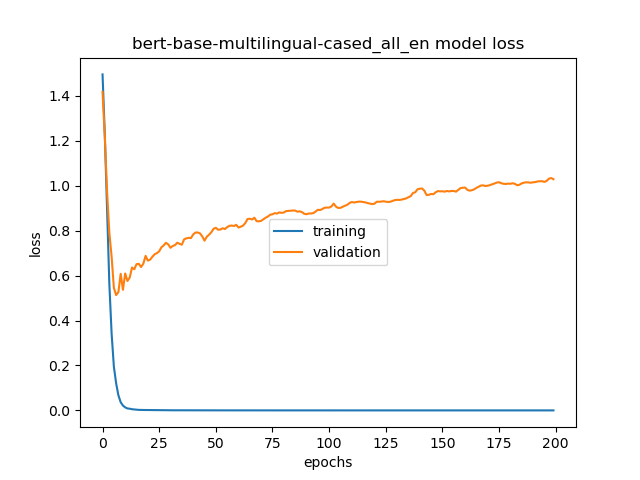 bert-base-multilingual-cased_all_en model loss
loss
1.4
1.2
1.0
0.8
0.6
0.4
0.2
0.0
training
validation
0 25 50 75 100 125 150 175 200
epochs